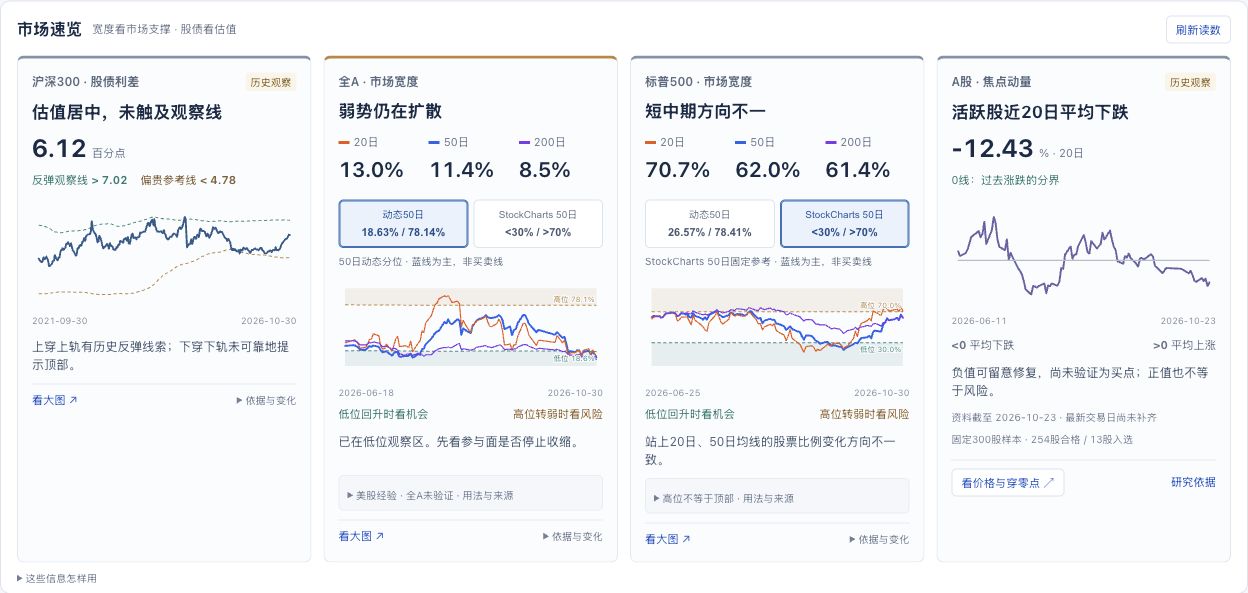 市场速览 宽度看市场支撑 · 股债看估值
刷新读数
沪深300 · 股债利差
历史观察
估值居中，未触及观察线
6.12 百分点
反弹观察线 > 7.02 偏贵参考线 < 4.78
2021-09-30 2026-10-30
上穿上轨有历史反弹线索；下穿下轨未可靠地提
示顶部。
看大图 ↗ ▶ 依据与变化
全A · 市场宽度
弱势仍在扩散
20日 50日 200日
13.0% 11.4% 8.5%
动态50日
18.63% / 78.14%
StockCharts 50日
<30% / >70%
50日动态分位 · 蓝线为主，非买卖线
高位 78.1%
低位 18.6%
2026-06-18 2026-10-30
低位回升时看机会 高位转弱时看风险
已在低位观察区。先看参与面是否停止收缩。
▶ 美股经验 · 全A未验证 · 用法与来源
看大图 ↗ ▶ 依据与变化
标普500 · 市场宽度
短中期方向不一
20日 50日 200日
70.7% 62.0% 61.4%
动态50日
26.57% / 78.41%
StockCharts 50日
<30% / >70%
StockCharts 50日固定参考 · 蓝线为主，非买卖线
高位 70.0%
低位 30.0%
2026-06-25 2026-10-30
低位回升时看机会 高位转弱时看风险
站上20日、50日均线的股票比例变化方向不一
致。
▶ 高位不等于顶部 · 用法与来源
看大图 ↗ ▶ 依据与变化
A股 · 焦点动量
历史观察
活跃股近20日平均下跌
-12.43 % · 20日
0线：过去涨跌的分界
2026-06-11 2026-10-23
<0 平均下跌 >0 平均上涨
负值可留意修复，尚未验证为买点；正值也不等
于风险。
资料截至 2026-10-23 · 最新交易日尚未补齐
固定300股样本 · 254股合格 / 13股入选
看价格与穿零点 ↗ 研究依据
▶ 这些信息怎样用